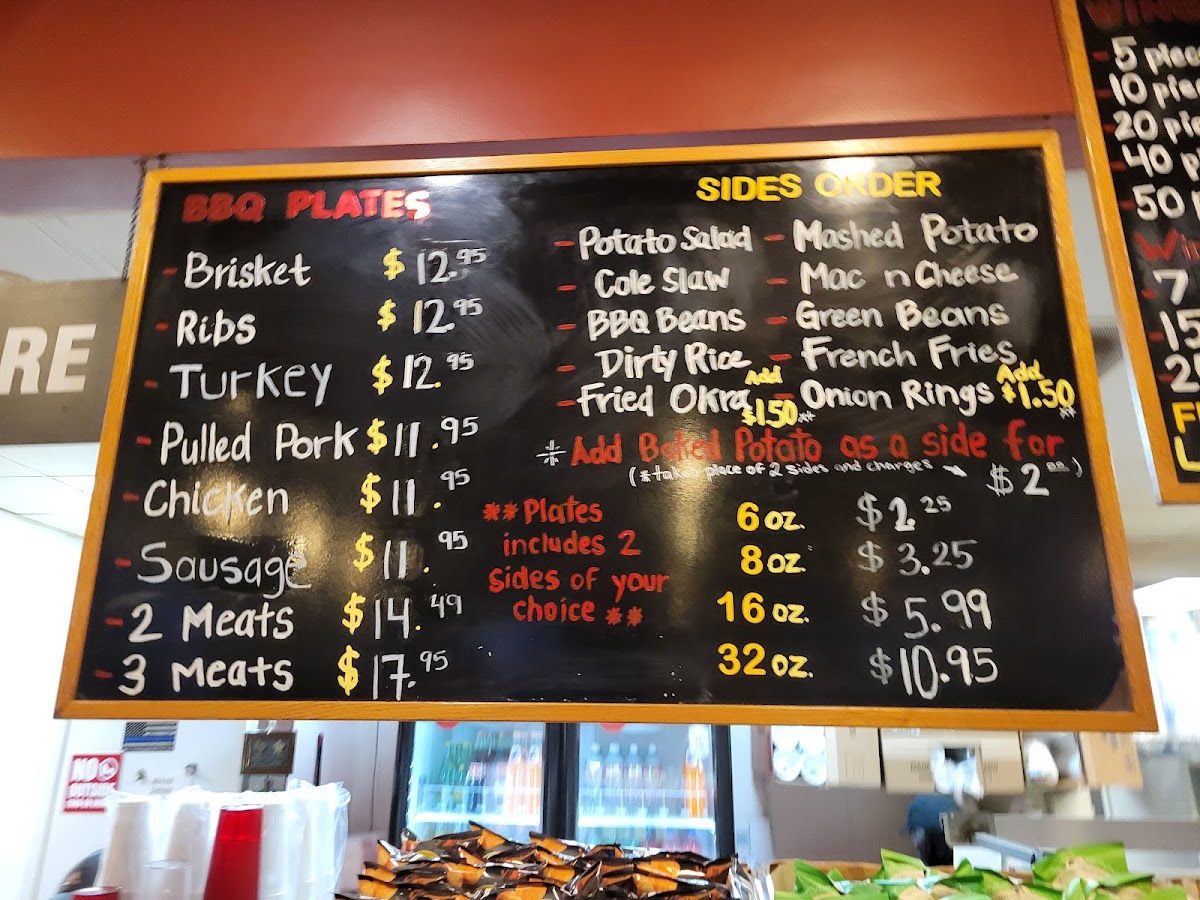 BBQ PLATES
- Brisket $12.95
- Ribs $12.95
- Turkey $12.95
- Pulled Pork $11.95
- Chicken $11.95
- Sausage $11.95
- 2 Meats $14.49
- 3 Meats $17.95
SIDES ORDER
- Potato Salad - Mashed Potato
- Cole Slaw - Mac n Cheese
- BBQ Beans - Green Beans
- Dirty Rice - French Fries
- Fried Okra Add $1.50** - Onion Rings Add $1.50**
* Add Baked Potato as a side for
(*takes place of 2 sides and charges $2.00)
**Plates
includes 2
sides of your
choice **
6 oz. $2.25
8 oz. $3.25
16 oz. $5.99
32 oz. $10.95
RE
- 5 piec
- 10 pie
- 20 pi
- 40 pi
- 50
- 7
NO
OUTSIDE